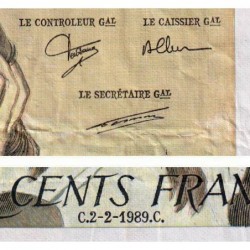 LE CONTROLEUR GAL LE CAISSIER GAL
LE SECRÉTAIRE GAL
CENTS FRAN
C.2-2-1989.C.